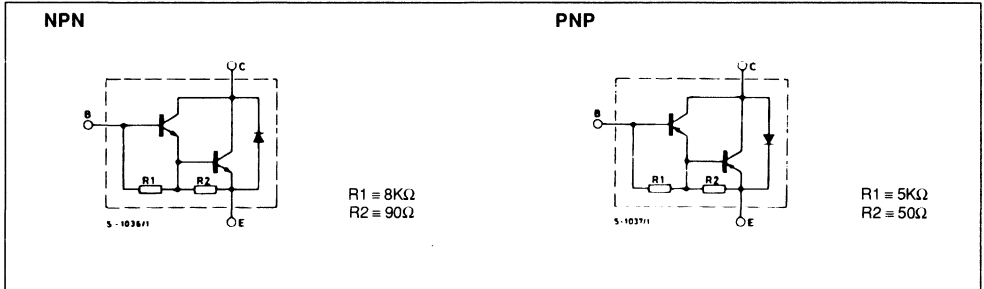 NPN
C
B
R1
R2
E
S-1036/1
R1 ≡ 8KΩ
R2 ≡ 90Ω
PNP
C
B
R1
R2
E
S-1037/1
R1 ≡ 5KΩ
R2 ≡ 50Ω